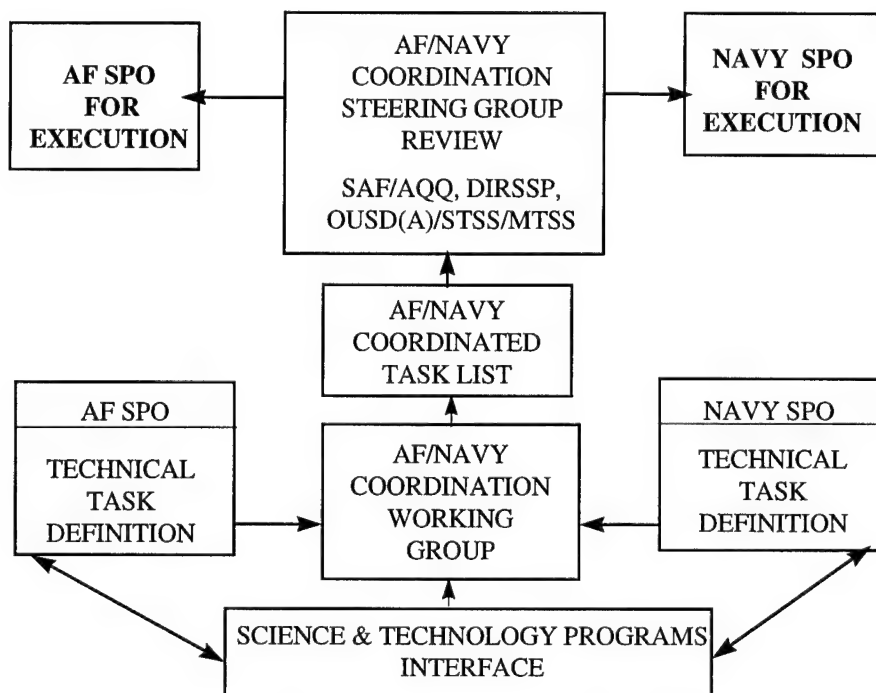 AF SPO
FOR
EXECUTION
AF/NAVY
COORDINATION
STEERING GROUP
REVIEW
SAF/AQQ, DIRSSP,
OUSD(A)/STSS/MTSS
NAVY SPO
FOR
EXECUTION
AF/NAVY
COORDINATED
TASK LIST
AF SPO
TECHNICAL
TASK
DEFINITION
AF/NAVY
COORDINATION
WORKING
GROUP
NAVY SPO
TECHNICAL
TASK
DEFINITION
SCIENCE & TECHNOLOGY PROGRAMS
INTERFACE